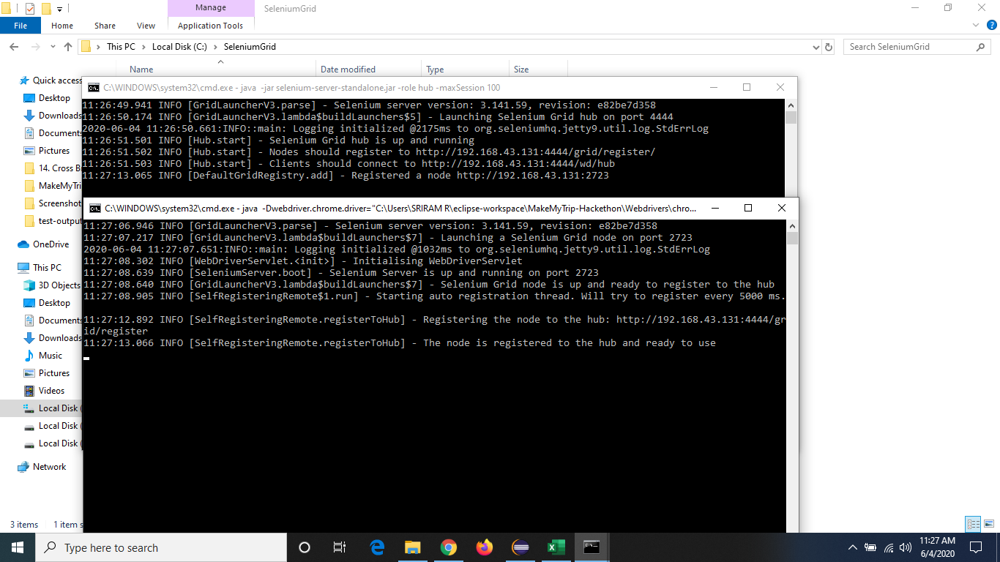 Manage
SeleniumGrid
File
Home
Share
View
Application Tools
This PC
Local Disk (C:)
SeleniumGrid
Search SeleniumGrid
Name
Date modified
Type
Size
Quick access
Desktop
Downloads
Documents
Pictures
14. Cross B
MakeMyTri
Screenshot
test-output
OneDrive
This PC
3D Objects
Desktop
Documents
Downloads
Music
Pictures
Videos
Local Disk (
Local Disk (
Local Disk (
Network
3 items
1 item s
C:\WINDOWS\system32\cmd.exe - java -jar selenium-server-standalone.jar -role hub -maxSession 100
11:26:49.941 INFO [GridLauncherV3.parse] - Selenium server version: 3.141.59, revision: e82be7d358
11:26:50.174 INFO [GridLauncherV3.lambda$buildLaunchers$5] - Launching Selenium Grid hub on port 4444
2020-06-04 11:26:50.661:INFO::main: Logging initialized @2175ms to org.seleniumhq.jetty9.util.log.StdErrLog
11:26:51.501 INFO [Hub.start] - Selenium Grid hub is up and running
11:26:51.502 INFO [Hub.start] - Nodes should register to http://192.168.43.131:4444/grid/register/
11:26:51.503 INFO [Hub.start] - Clients should connect to http://192.168.43.131:4444/wd/hub
11:27:13.065 INFO [DefaultGridRegistry.add] - Registered a node http://192.168.43.131:2723
C:\WINDOWS\system32\cmd.exe - java -Dwebdriver.chrome.driver="C:\Users\SRIRAM R\eclipse-workspace\MakeMyTrip-Hackethon\Webdrivers\chro...
11:27:06.946 INFO [GridLauncherV3.parse] - Selenium server version: 3.141.59, revision: e82be7d358
11:27:07.217 INFO [GridLauncherV3.lambda$buildLaunchers$7] - Launching a Selenium Grid node on port 2723
2020-06-04 11:27:07.651:INFO::main: Logging initialized @1032ms to org.seleniumhq.jetty9.util.log.StdErrLog
11:27:08.302 INFO [WebDriverServlet.<init>] - Initialising WebDriverServlet
11:27:08.639 INFO [SeleniumServer.boot] - Selenium Server is up and running on port 2723
11:27:08.640 INFO [GridLauncherV3.lambda$buildLaunchers$7] - Selenium Grid node is up and ready to register to the hub
11:27:08.905 INFO [SelfRegisteringRemote$1.run] - Starting auto registration thread. Will try to register every 5000 ms.
11:27:12.892 INFO [SelfRegisteringRemote.registerToHub] - Registering the node to the hub: http://192.168.43.131:4444/gr
id/register
11:27:13.066 INFO [SelfRegisteringRemote.registerToHub] - The node is registered to the hub and ready to use
Type here to search
11:27 AM
6/4/2020